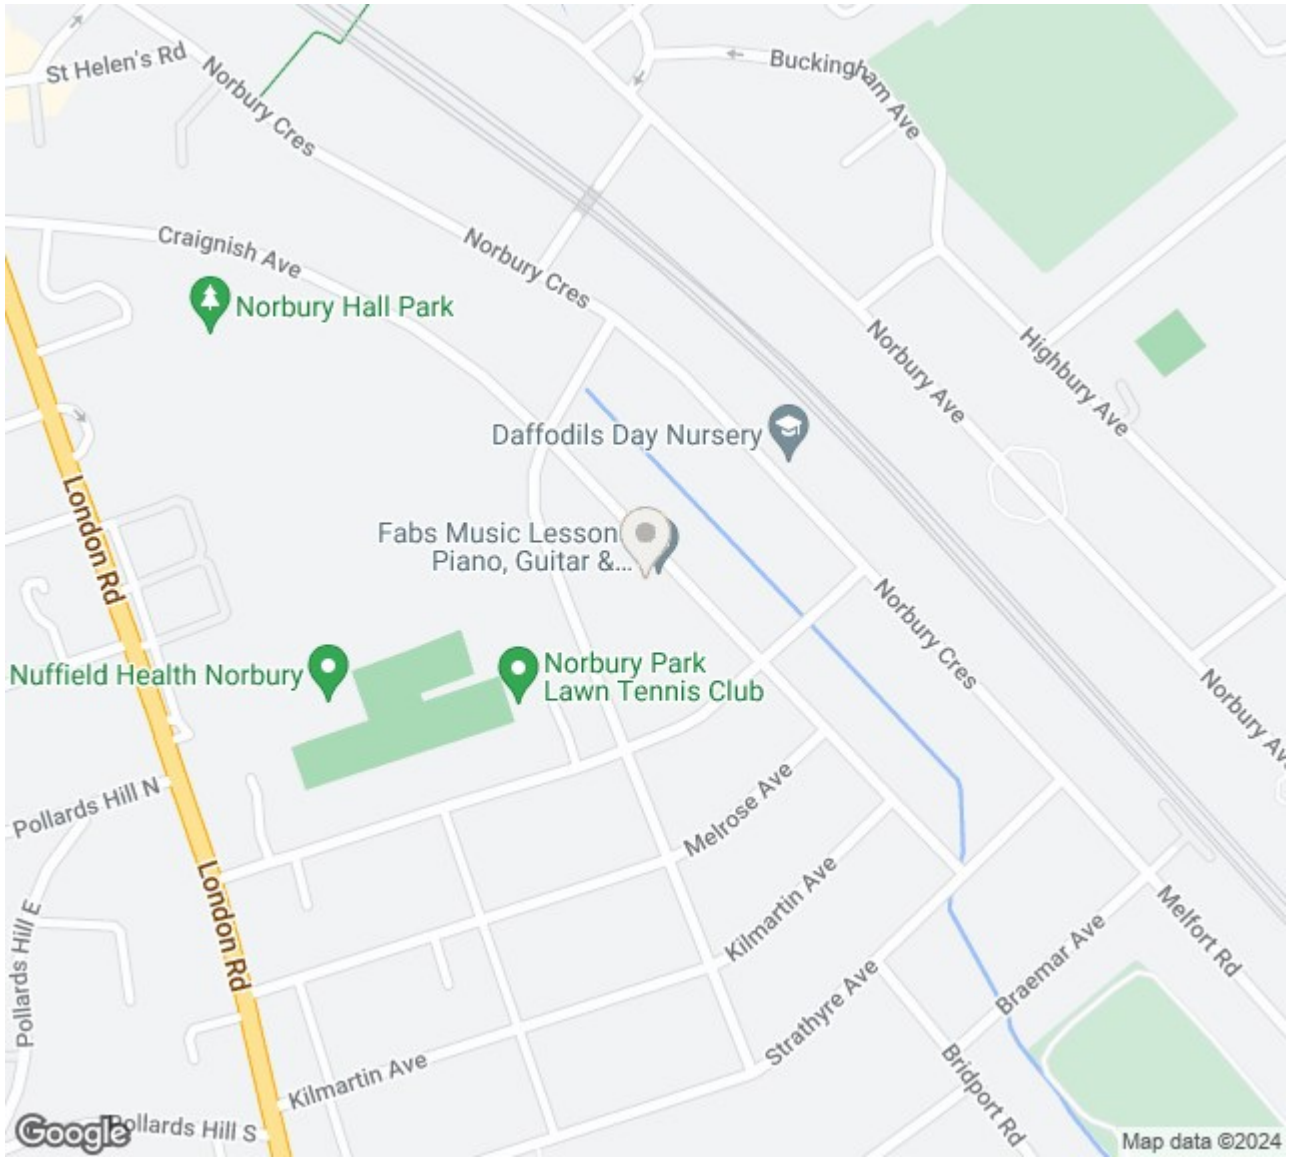 St Helen's Rd
Norbury Cres
Buckingham Ave
Craignish Ave
Norbury Cres
Norbury Hall Park
Norbury Ave
Highbury Ave
Daffodils Day Nursery
London Rd
Fabs Music Lesson
Piano, Guitar &...
Norbury Cres
Nuffield Health Norbury
Norbury Park
Lawn Tennis Club
Norbury Av
Pollards Hill N
Melrose Ave
London Rd
Kilmartin Ave
Pollards Hill E
Melfort Rd
Braemar Ave
Strathyre Ave
Kilmartin Ave
Bridport Rd
Pollards Hill S
Google
Map data ©2024